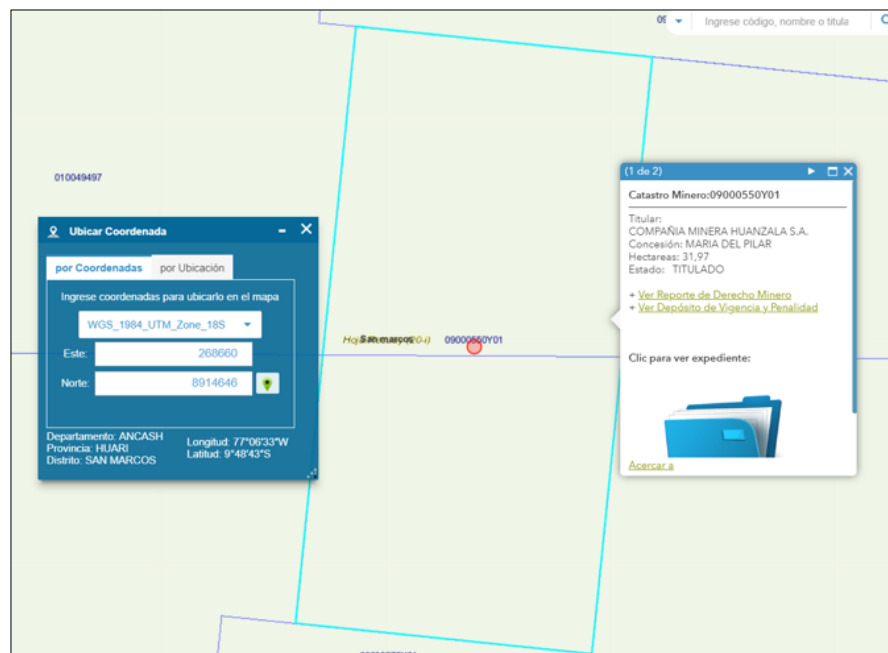 09
Ingrese código, nombre o titula
010049497
(1 de 2)
Catastro Minero:09000550Y01
Titular:
COMPAÑIA MINERA HUANZALA S.A.
Concesión: MARIA DEL PILAR
Hectareas: 31,97
Estado: TITULADO
+ Ver Reporte de Derecho Minero
+ Ver Depósito de Vigencia y Penalidad
Clic para ver expediente:
Acercar a
Ubicar Coordenada
por Coordenadas por Ubicación
Ingrese coordenadas para ubicarlo en el mapa
WGS_1984_UTM_Zone_18S
Este: 268660
Norte: 8914646
Departamento: ANCASH
Provincia: HUARI
Distrito: SAN MARCOS
Longitud: 77°06'33"W
Latitud: 9°48'43"S
San marcos
09000550Y01